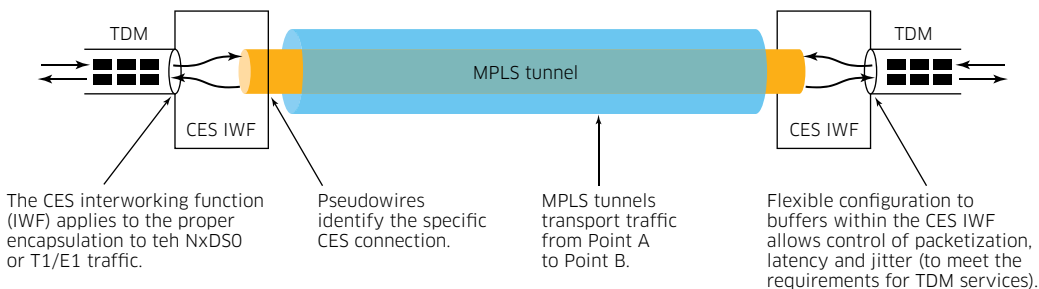 TDM
TDM
MPLS tunnel
CES IWF
CES IWF
The CES interworking function
(IWF) applies to the proper
encapsulation to teh NxDS0
or T1/E1 traffic.
Pseudowires
identify the specific
CES connection.
MPLS tunnels
transport traffic
from Point A
to Point B.
Flexible configuration to
buffers within the CES IWF
allows control of packetization,
latency and jitter (to meet the
requirements for TDM services).